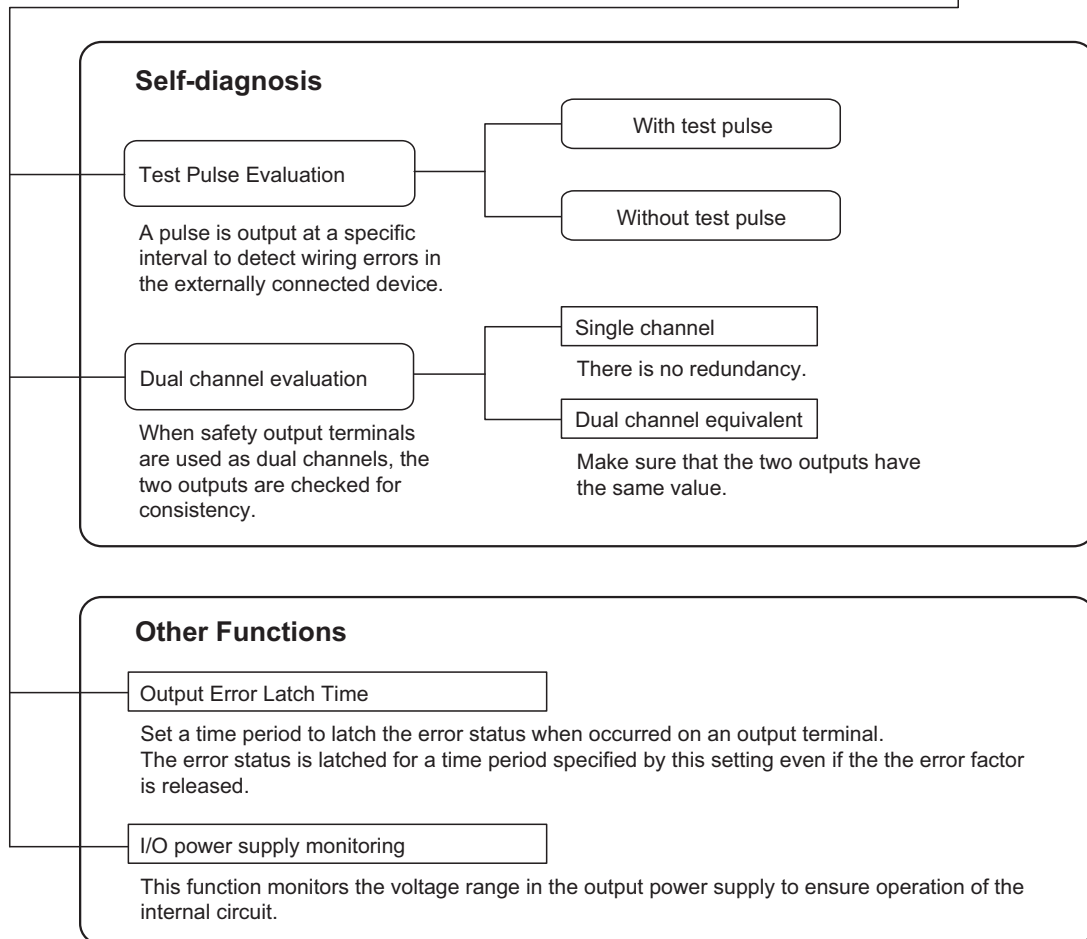 Self-diagnosis
With test pulse
Test Pulse Evaluation
Without test pulse
A pulse is output at a specific
interval to detect wiring errors in
the externally connected device.
Single channel
There is no redundancy.
Dual channel evaluation
Dual channel equivalent
When safety output terminals
are used as dual channels, the
two outputs are checked for
consistency.
Make sure that the two outputs have
the same value.
Other Functions
Output Error Latch Time
Set a time period to latch the error status when occurred on an output terminal.
The error status is latched for a time period specified by this setting even if the the error factor
is released.
I/O power supply monitoring
This function monitors the voltage range in the output power supply to ensure operation of the
internal circuit.